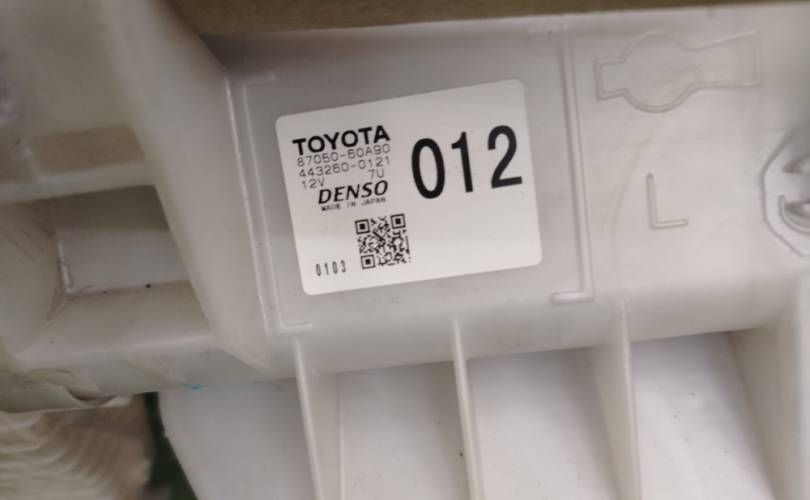 TOYOTA
87050-60A90
443260-0121
12V 7U
DENSO
MADE IN JAPAN
0103
012
L